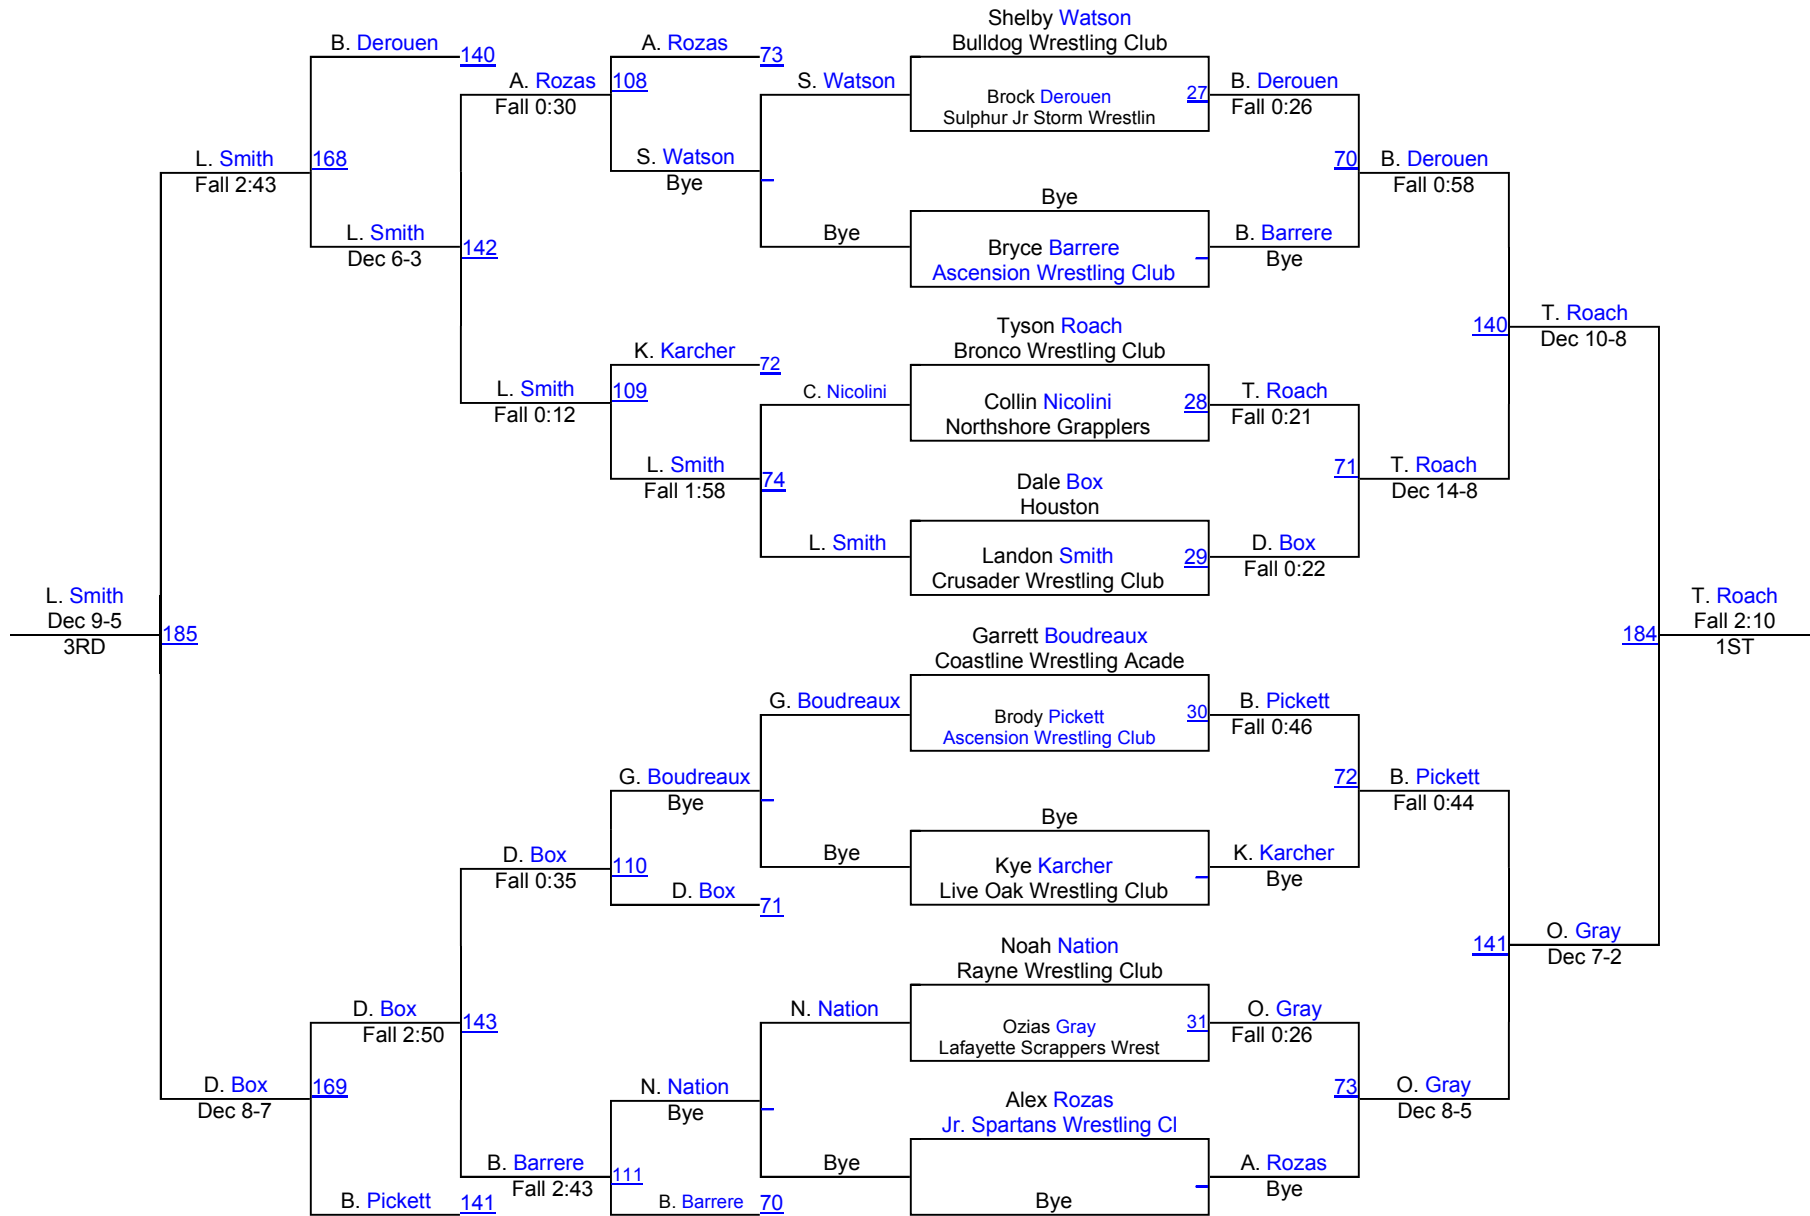 Shelby Watson
Bulldog Wrestling Club
B. Derouen
140
A. Rozas
73
A. Rozas
108
Fall 0:30
S. Watson
Brock Derouen
27
Sulphur Jr Storm Wrestlin
B. Derouen
Fall 0:26
L. Smith
168
Fall 2:43
S. Watson
Bye
70
B. Derouen
Fall 0:58
L. Smith
142
Dec 6-3
Bye
Bye
Bryce Barrere
Ascension Wrestling Club
B. Barrere
Bye
140
T. Roach
Dec 10-8
Tyson Roach
Bronco Wrestling Club
K. Karcher
72
L. Smith
109
Fall 0:12
C. Nicolini
Collin Nicolini
28
Northshore Grapplers
T. Roach
Fall 0:21
L. Smith
74
Fall 1:58
71
T. Roach
Dec 14-8
Dale Box
Houston
L. Smith
Landon Smith
29
Crusader Wrestling Club
D. Box
Fall 0:22
L. Smith
Dec 9-5
3RD
185
184
T. Roach
Fall 2:10
1ST
Garrett Boudreaux
Coastline Wrestling Acade
G. Boudreaux
Brody Pickett
30
Ascension Wrestling Club
B. Pickett
Fall 0:46
G. Boudreaux
Bye
72
B. Pickett
Fall 0:44
Bye
D. Box
110
Fall 0:35
Bye
Kye Karcher
Live Oak Wrestling Club
K. Karcher
Bye
D. Box
71
141
O. Gray
Dec 7-2
Noah Nation
Rayne Wrestling Club
D. Box
143
Fall 2:50
N. Nation
Ozias Gray
31
Lafayette Scrappers Wrest
O. Gray
Fall 0:26
D. Box
169
Dec 8-7
N. Nation
Bye
73
O. Gray
Dec 8-5
Alex Rozas
Jr. Spartans Wrestling Cl
B. Barrere
111
Fall 2:43
Bye
A. Rozas
Bye
B. Pickett
141
B. Barrere
70
Bye